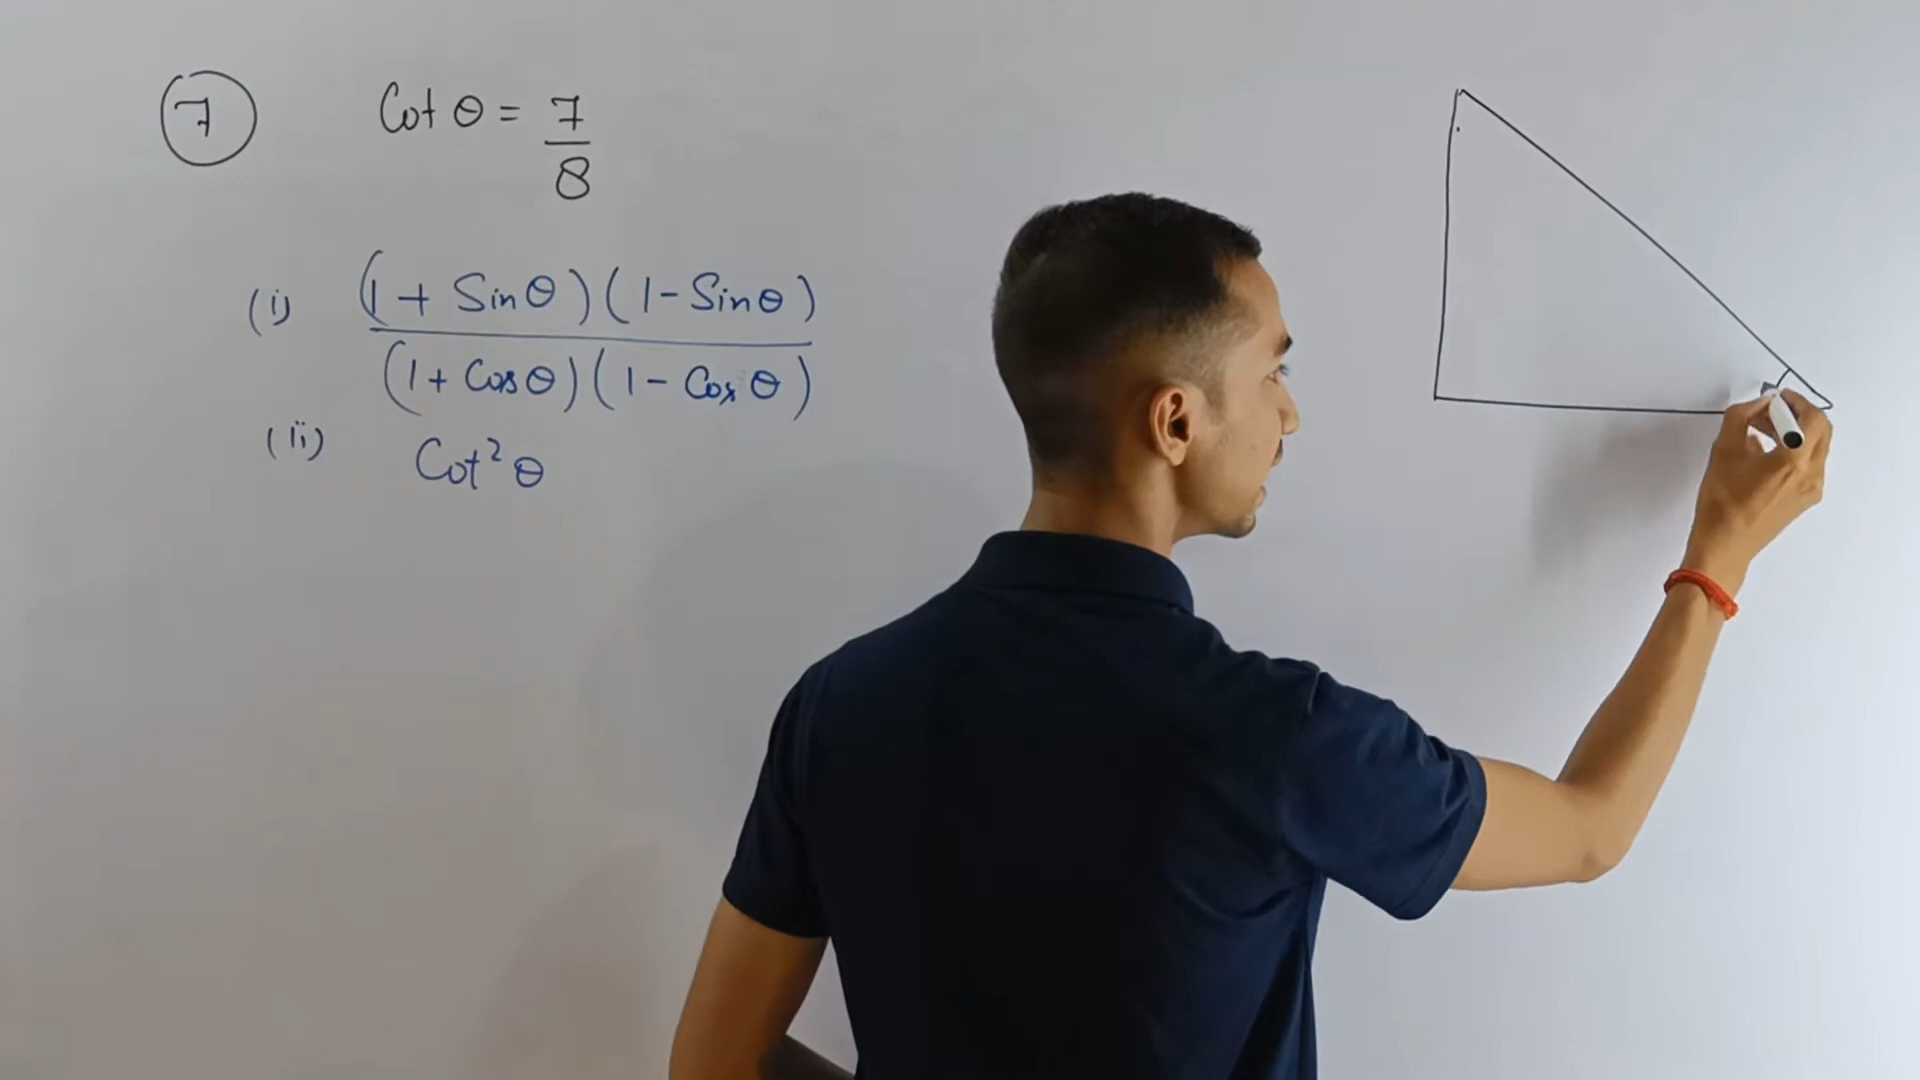 7 Cot θ = 7/8
(i) (1 + Sin θ) (1 - Sin θ)
(1 + Cos θ) (1 - Cos θ)
(ii) Cot² θ